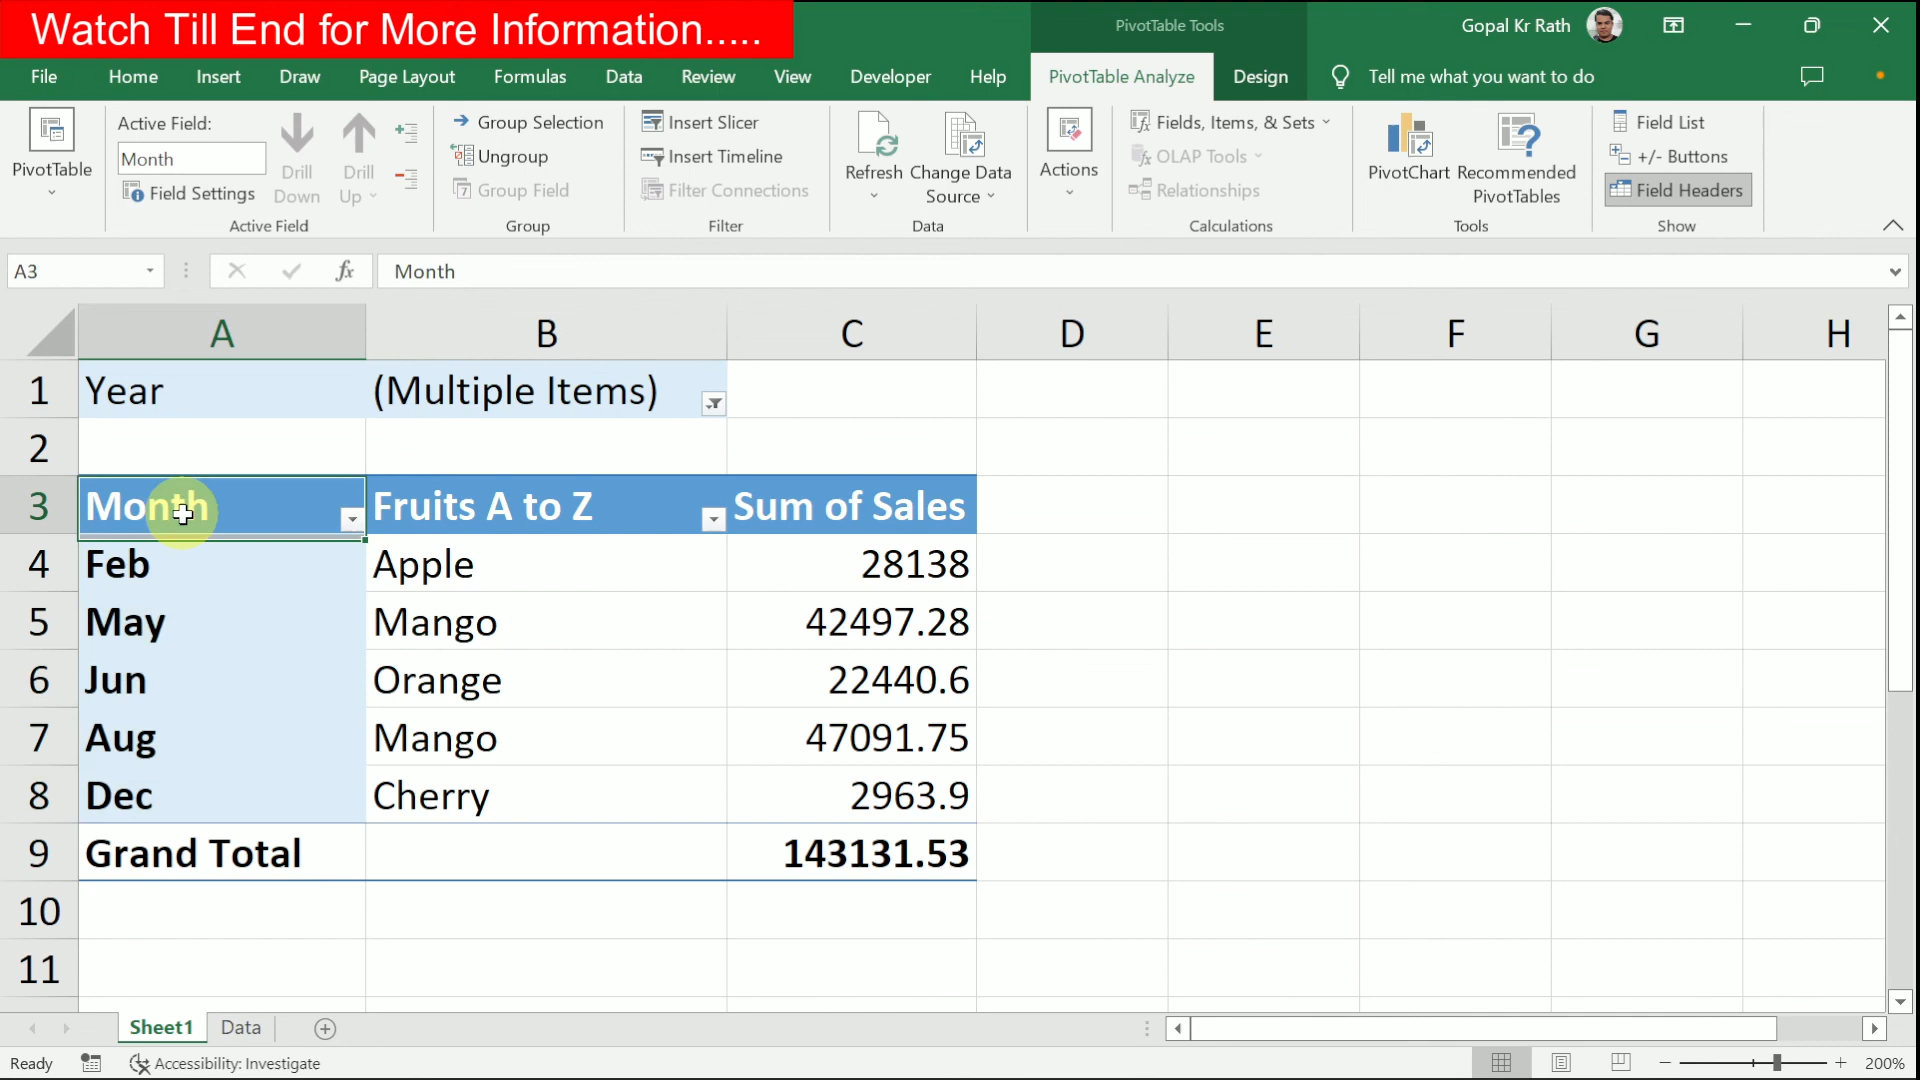 Watch Till End for More Information.....
PivotTable Tools
Gopal Kr Rath
File Home Insert Draw Page Layout Formulas Data Review View Developer Help PivotTable Analyze Design Tell me what you want to do
PivotTable
Active Field:
Month
Field Settings
Drill Down
Drill Up
Active Field
Group Selection
Ungroup
Group Field
Group
Insert Slicer
Insert Timeline
Filter Connections
Filter
Refresh
Change Data Source
Data
Actions
Fields, Items, & Sets
OLAP Tools
Relationships
Calculations
PivotChart
Recommended PivotTables
Tools
Field List
+/- Buttons
Field Headers
Show
A3 fx Month
A B C D E F G H
1 Year (Multiple Items)
2
3 Month Fruits A to Z Sum of Sales
4 Feb Apple 28138
5 May Mango 42497.28
6 Jun Orange 22440.6
7 Aug Mango 47091.75
8 Dec Cherry 2963.9
9 Grand Total 143131.53
10
11
Sheet1 Data
Ready Accessibility: Investigate 200%